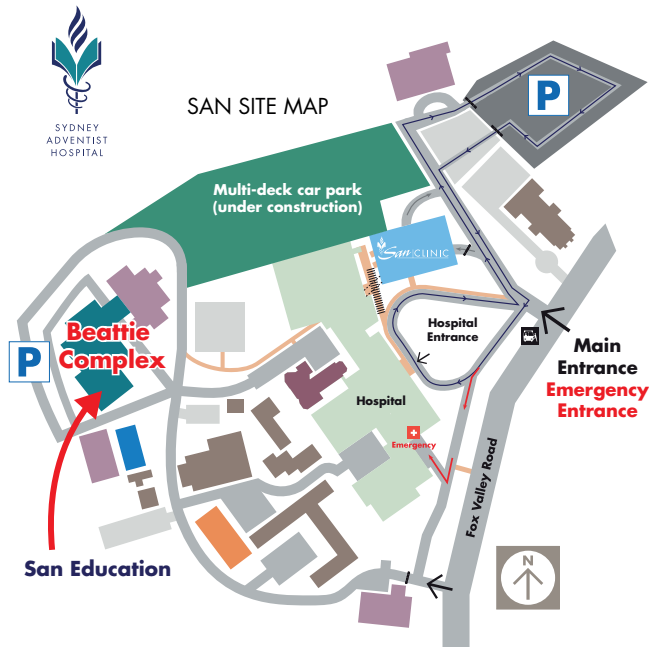 SYDNEY
ADVENTIST
HOSPITAL
SAN SITE MAP
P
Multi-deck car park
(under construction)
San CLINIC
Hospital
Entrance
Beattie
Complex
P
Main
Entrance
Emergency
Entrance
Hospital
Emergency
Fox Valley Road
San Education
N